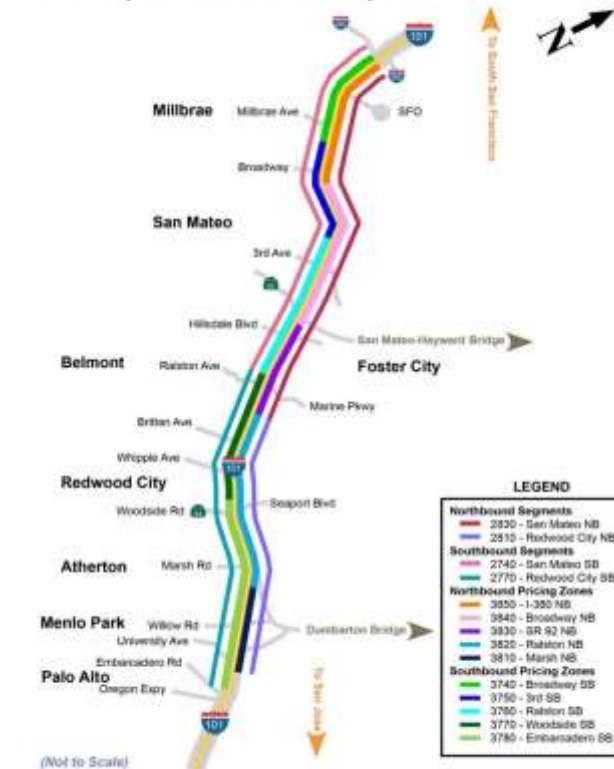 101
N
To South San Francisco
Millbrae
Millbrae Ave
SFO
Broadway
San Mateo
3rd Ave
Hillsdale Blvd
San Mateo-Hayward Bridge
Belmont
Ralston Ave
Foster City
Marine Pkwy
Brittan Ave
Whipple Ave
101
Redwood City
Woodside Rd
Seaport Blvd
Atherton
Marsh Rd
Menlo Park
Willow Rd
Dumbarton Bridge
University Ave
Embarcadero Rd
Palo Alto
Oregon Expy
To San Jose
101
(Not to Scale)
LEGEND
Northbound Segments
2830 - San Mateo NB
2810 - Redwood City NB
Southbound Segments
2740 - San Mateo SB
2770 - Redwood City SB
Northbound Pricing Zones
3850 - I-380 NB
3840 - Broadway NB
3830 - SR 92 NB
3820 - Ralston NB
3810 - Marsh NB
Southbound Pricing Zones
3740 - Broadway SB
3750 - 3rd SB
3760 - Ralston SB
3770 - Woodside SB
3780 - Embarcadero SB